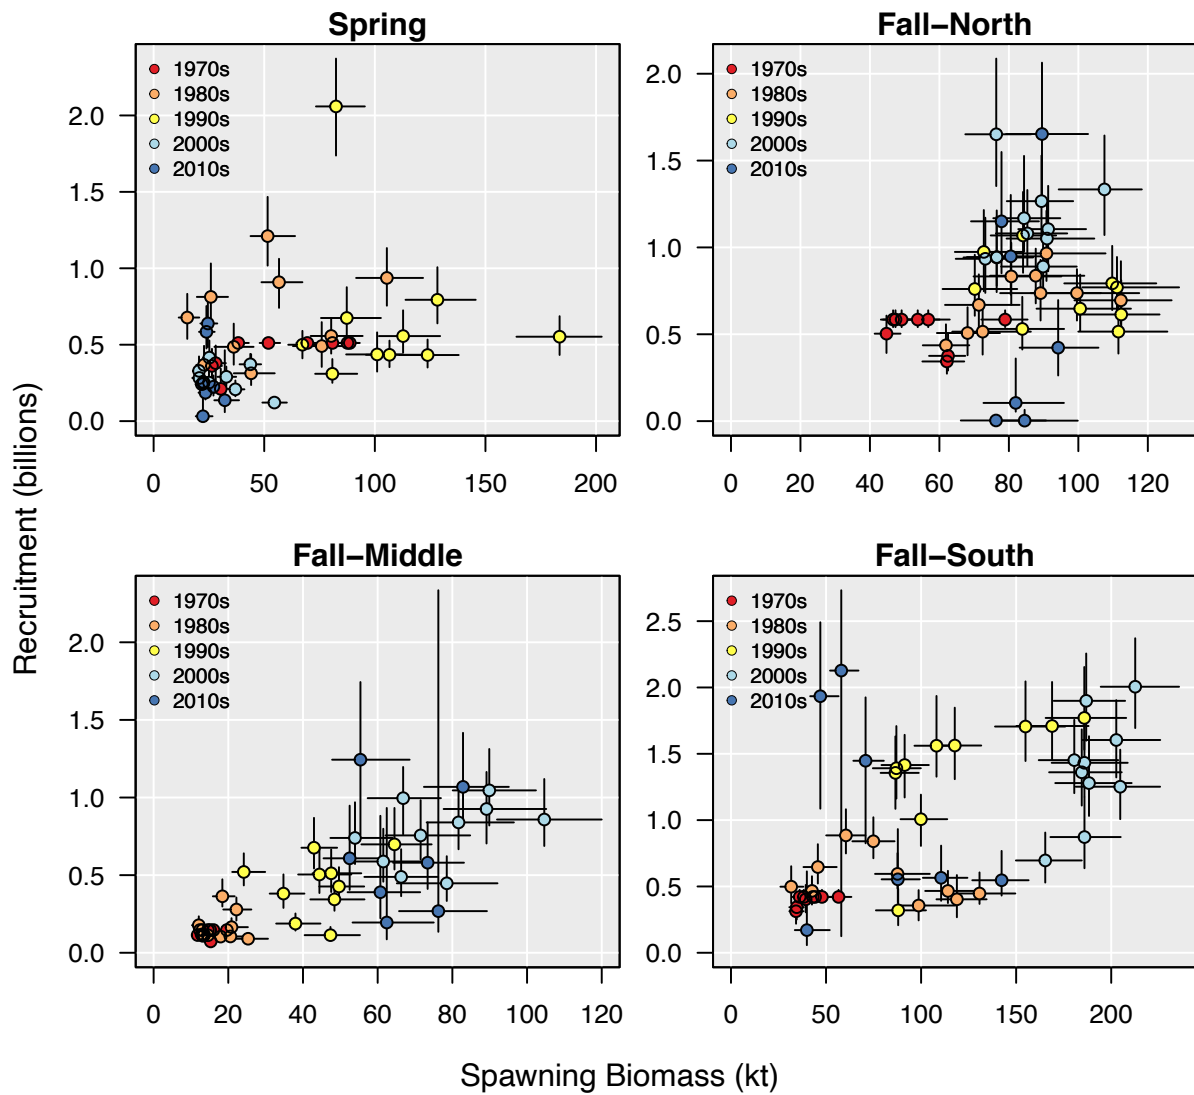 Spring
1970s
1980s
1990s
2000s
2010s
2.0
1.5
1.0
0.5
0.0
0 50 100 150 200
Fall–North
1970s
1980s
1990s
2000s
2010s
2.0
1.5
1.0
0.5
0.0
0 20 40 60 80 100 120
Recruitment (billions)
Fall–Middle
1970s
1980s
1990s
2000s
2010s
2.0
1.5
1.0
0.5
0.0
0 20 40 60 80 100 120
Fall–South
1970s
1980s
1990s
2000s
2010s
2.5
2.0
1.5
1.0
0.5
0.0
0 50 100 150 200
Spawning Biomass (kt)